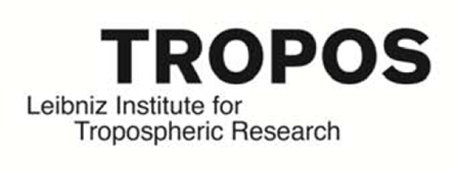 TROPOS
Leibniz Institute for
Tropospheric Research